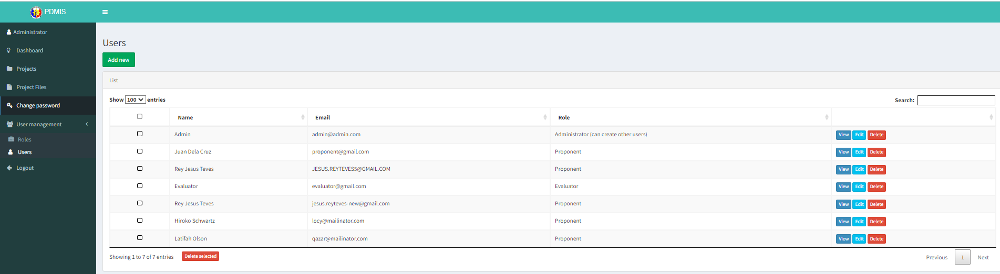 PDMIS
Administrator
Dashboard
Projects
Project Files
Change password
User management
Roles
Users
Logout
Users
Add new
List
Show 100 entries
Search:
Name Email Role
Admin admin@admin.com Administrator (can create other users) View Edit Delete
Juan Dela Cruz proponent@gmail.com Proponent View Edit Delete
Rey Jesus Teves JESUS.REYTEVES5@GMAIL.COM Proponent View Edit Delete
Evaluator evaluator@gmail.com Evaluator View Edit Delete
Rey Jesus Teves jesus.reyteves-new@gmail.com Proponent View Edit Delete
Hiroko Schwartz locy@mailinator.com Proponent View Edit Delete
Latifah Olson qazar@mailinator.com Proponent View Edit Delete
Showing 1 to 7 of 7 entries Delete selected
Previous 1 Next